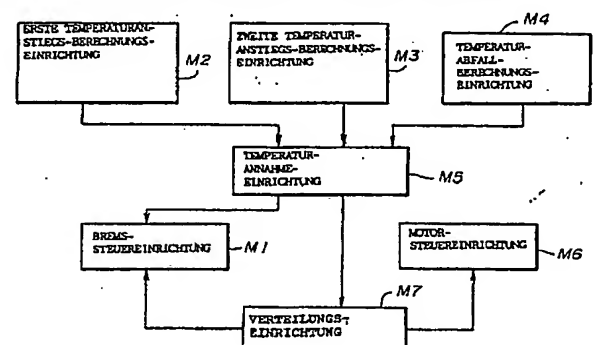 ERSTE TEMPERATURAN-
STIEGS-BERECHNUNGS-
EINRICHTUNG
M2
ZWEITE TEMPERATUR-
ANSTIEGS-BERECHNUNGS-
EINRICHTUNG
M3
M4
TEMPERATUR-
ABFALL-
BERECHNUNGS-
EINRICHTUNG
TEMPERATUR-
ANNAHME-
EINRICHTUNG
M5
BREMS-
STEUEREINRICHTUNG
M1
MOTOR-
STEUEREINRICHTUNG
M6
M7
VERTEILUNGS-
EINRICHTUNG